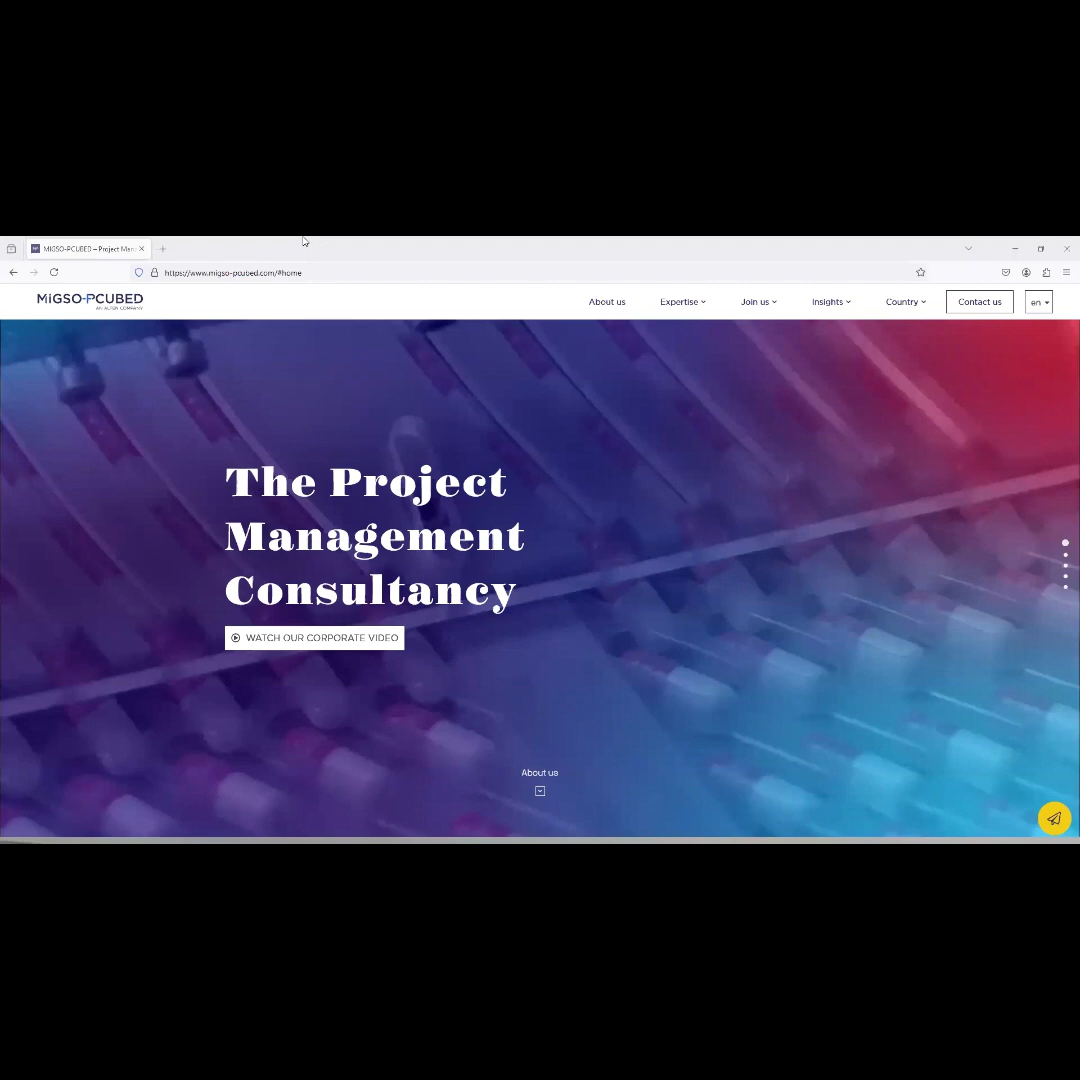 MIGSO-PCUBED – Project Man
https://www.migso-pcubed.com/#home
MiGSO-PCUBED
AN ALTEN COMPANY
About us
Expertise
Join us
Insights
Country
Contact us
en
The Project
Management
Consultancy
WATCH OUR CORPORATE VIDEO
About us